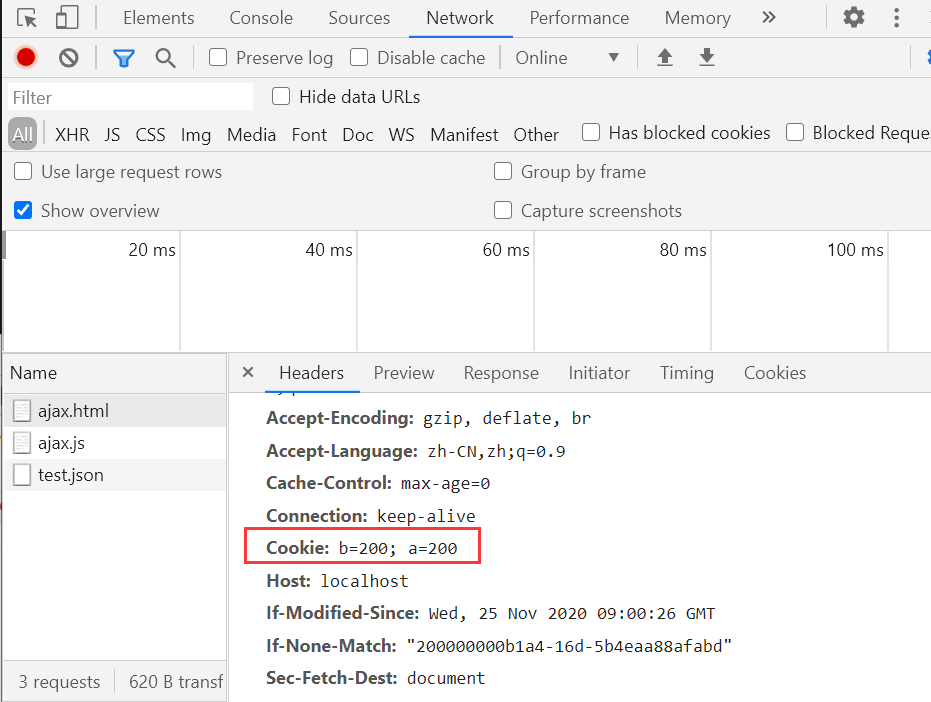 Elements Console Sources Network Performance Memory »
Preserve log Disable cache Online ▼
Filter Hide data URLs
All XHR JS CSS Img Media Font Doc WS Manifest Other Has blocked cookies Blocked Reque
Use large request rows Group by frame
Show overview Capture screenshots
20 ms 40 ms 60 ms 80 ms 100 ms
Name × Headers Preview Response Initiator Timing Cookies
ajax.html
Accept-Encoding: gzip, deflate, br
ajax.js
Accept-Language: zh-CN,zh;q=0.9
test.json
Cache-Control: max-age=0
Connection: keep-alive
Cookie: b=200; a=200
Host: localhost
If-Modified-Since: Wed, 25 Nov 2020 09:00:26 GMT
If-None-Match: "200000000b1a4-16d-5b4eaa88afabd"
Sec-Fetch-Dest: document
3 requests 620 B transf